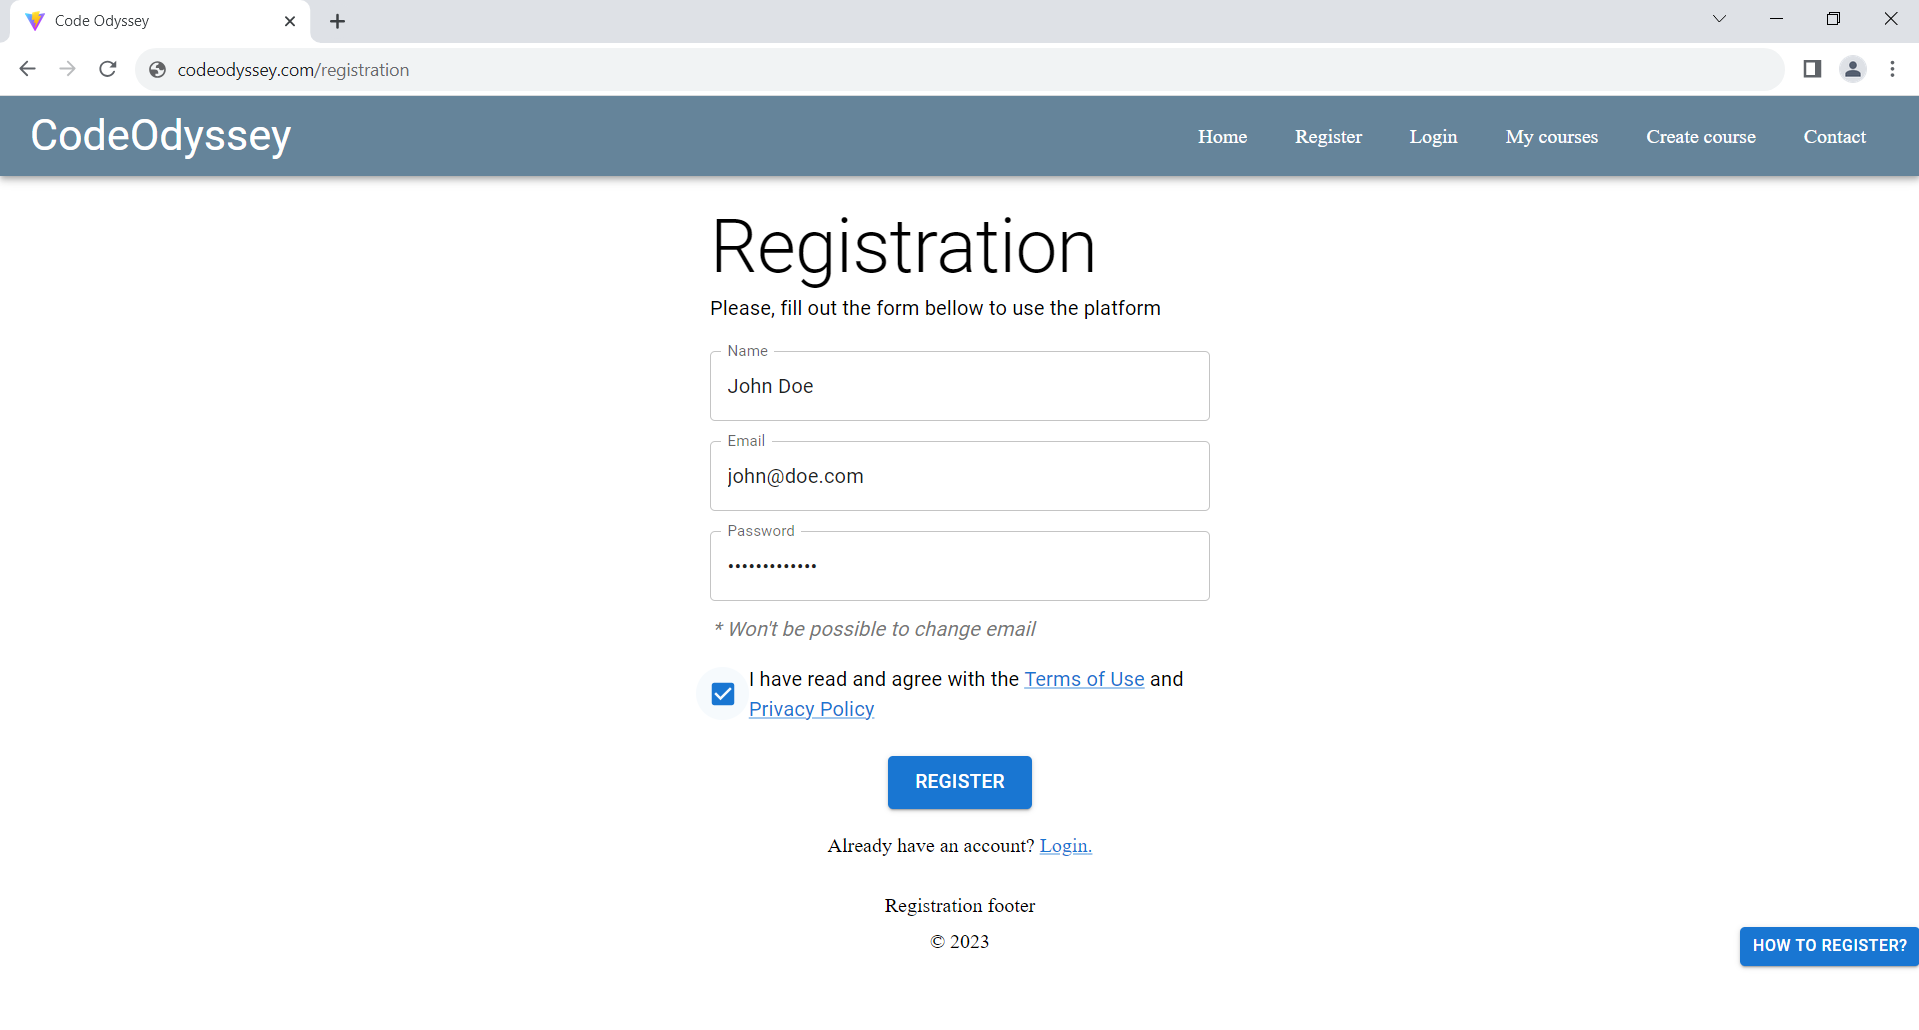 Code Odyssey
codeodyssey.com/registration
CodeOdyssey
Home Register Login My courses Create course Contact
Registration
Please, fill out the form bellow to use the platform
Name
John Doe
Email
john@doe.com
Password
•••••••••••••
* Won't be possible to change email
I have read and agree with the Terms of Use and
Privacy Policy
REGISTER
Already have an account? Login.
Registration footer
© 2023
HOW TO REGISTER?